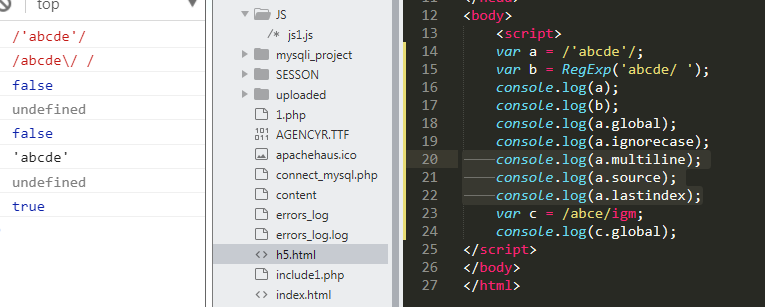 top
/'abcde'/
/abcde\/ /
false
undefined
false
'abcde'
undefined
true
JS
/* js1.js
mysqli_project
SESSON
uploaded
1.php
AGENCYR.TTF
apachehaus.ico
connect_mysql.php
content
errors_log
errors_log.log
<> h5.html
include1.php
<> index.html
12 <body>
13 <script>
14 var a = /'abcde'/;
15 var b = RegExp('abcde/ ');
16 console.log(a);
17 console.log(b);
18 console.log(a.global);
19 console.log(a.ignorecase);
20 console.log(a.multiline);
21 console.log(a.source);
22 console.log(a.lastindex);
23 var c = /abce/igm;
24 console.log(c.global);
25 </script>
26 </body>
27 </html>